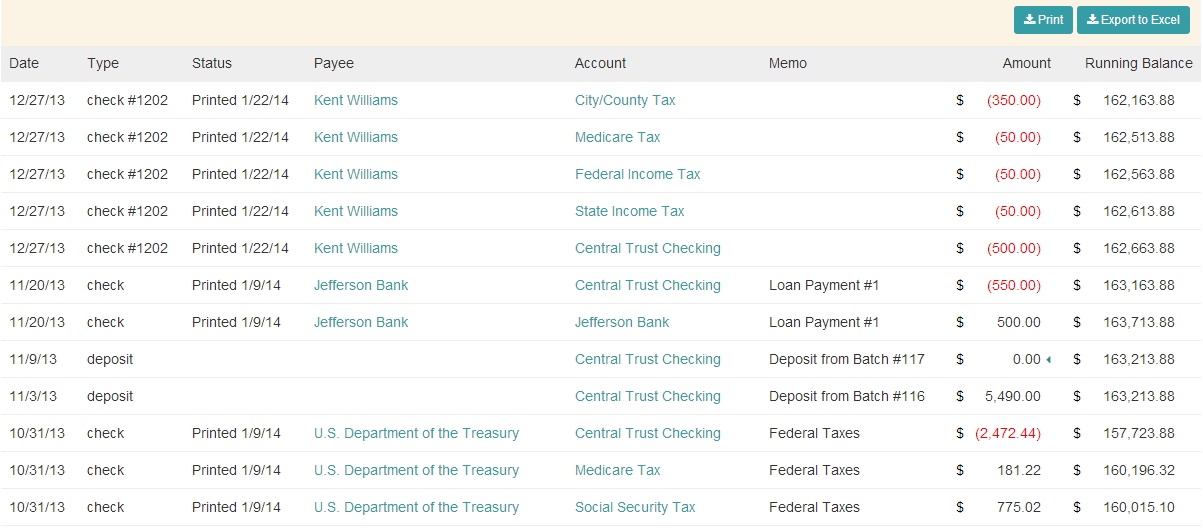 Print Export to Excel
Date Type Status Payee Account Memo Amount Running Balance
12/27/13 check #1202 Printed 1/22/14 Kent Williams City/County Tax $ (350.00) $ 162,163.88
12/27/13 check #1202 Printed 1/22/14 Kent Williams Medicare Tax $ (50.00) $ 162,513.88
12/27/13 check #1202 Printed 1/22/14 Kent Williams Federal Income Tax $ (50.00) $ 162,563.88
12/27/13 check #1202 Printed 1/22/14 Kent Williams State Income Tax $ (50.00) $ 162,613.88
12/27/13 check #1202 Printed 1/22/14 Kent Williams Central Trust Checking $ (500.00) $ 162,663.88
11/20/13 check Printed 1/9/14 Jefferson Bank Central Trust Checking Loan Payment #1 $ (550.00) $ 163,163.88
11/20/13 check Printed 1/9/14 Jefferson Bank Jefferson Bank Loan Payment #1 $ 500.00 $ 163,713.88
11/9/13 deposit Central Trust Checking Deposit from Batch #117 $ 0.00 $ 163,213.88
11/3/13 deposit Central Trust Checking Deposit from Batch #116 $ 5,490.00 $ 163,213.88
10/31/13 check Printed 1/9/14 U.S. Department of the Treasury Central Trust Checking Federal Taxes $ (2,472.44) $ 157,723.88
10/31/13 check Printed 1/9/14 U.S. Department of the Treasury Medicare Tax Federal Taxes $ 181.22 $ 160,196.32
10/31/13 check Printed 1/9/14 U.S. Department of the Treasury Social Security Tax Federal Taxes $ 775.02 $ 160,015.10